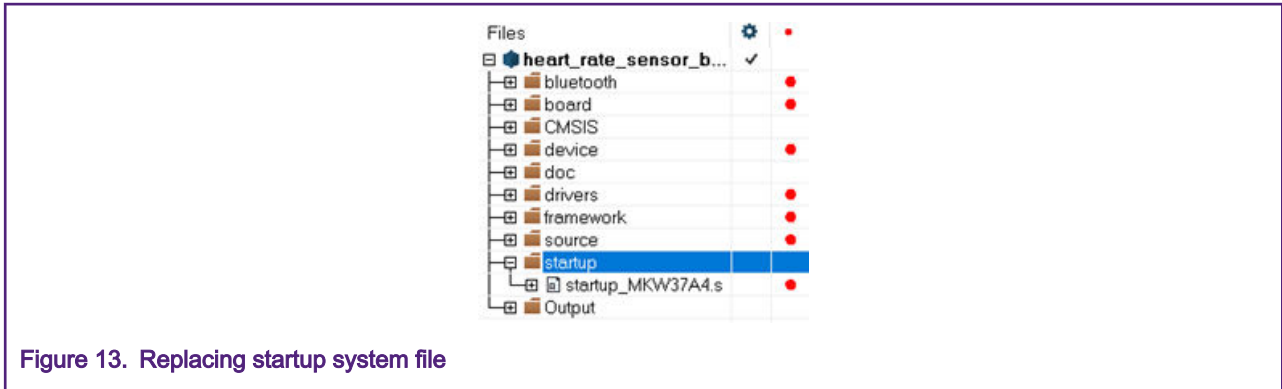 Files
heart_rate_sensor_b...
bluetooth
board
CMSIS
device
doc
drivers
framework
source
startup
startup_MKW37A4.s
Output
Figure 13. Replacing startup system file